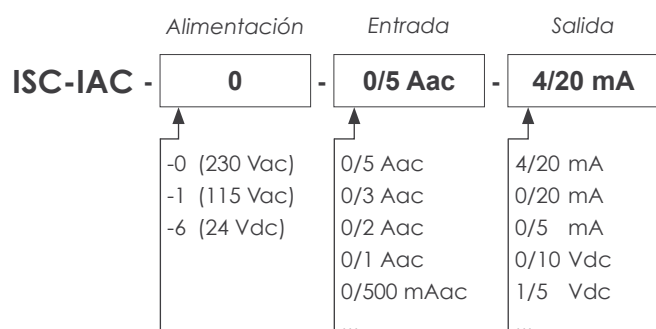 Alimentación Entrada Salida
ISC-IAC - 0 - 0/5 Aac - 4/20 mA
-0 (230 Vac) 0/5 Aac 4/20 mA
-1 (115 Vac) 0/3 Aac 0/20 mA
-6 (24 Vdc) 0/2 Aac 0/5 mA
0/1 Aac 0/10 Vdc
0/500 mAac 1/5 Vdc
... ...